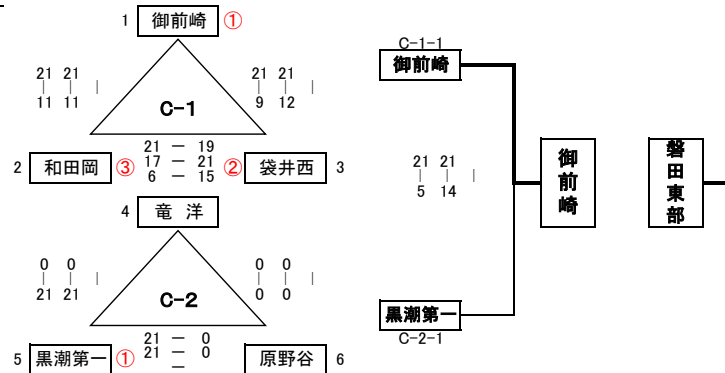 1 御前崎 ①
21 21
| | |
11 11
21 21
| | |
9 12
C-1
21 － 19
17 － 21
6 － 15
2 和田岡 ③
② 袋井西 3
4 竜 洋
0 0
| | |
21 21
0 0
| | |
0 0
C-2
21 － 0
21 － 0
－
5 黒潮第一 ①
原野谷 6
C-1-1
御前崎
21 21
| | |
5 14
黒潮第一
C-2-1
御前崎
磐田東部